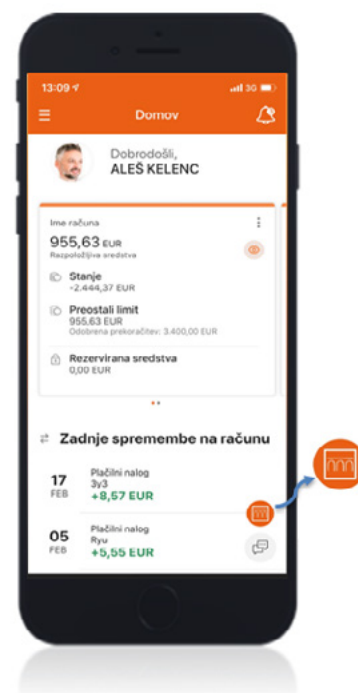 13:09
3G
Domov
Dobrodošli,
ALEŠ KELENC
Ime računa
955,63 EUR
Razpoložljiva sredstva
Stanje
-2.444,37 EUR
Preostali limit
955,63 EUR
Odobrena prekoračitev: 3.400,00 EUR
Rezervirana sredstva
0,00 EUR
Zadnje spremembe na računu
17
FEB
Plačilni nalog
3y3
+8,57 EUR
05
FEB
Plačilni nalog
Ryu
+5,55 EUR